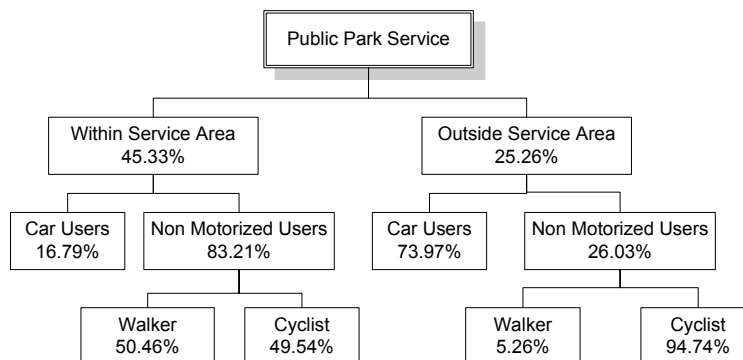 Public Park Service
Within Service Area
45.33%
Outside Service Area
25.26%
Car Users
16.79%
Non Motorized Users
83.21%
Car Users
73.97%
Non Motorized Users
26.03%
Walker
50.46%
Cyclist
49.54%
Walker
5.26%
Cyclist
94.74%